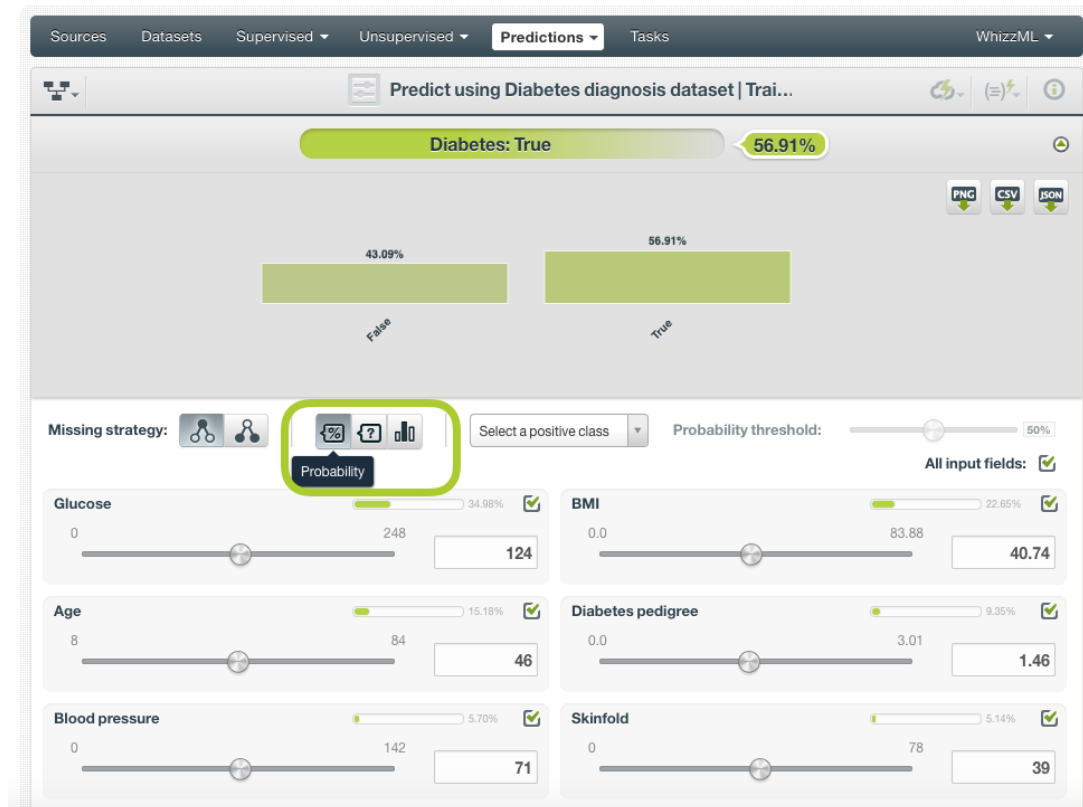 Sources Datasets Supervised Unsupervised Predictions Tasks WhizzML
Predict using Diabetes diagnosis dataset | Trai...
Diabetes: True 56.91%
PNG CSV JSON
43.09% 56.91%
False True
Missing strategy: % ? Select a positive class Probability threshold: 50%
Probability
All input fields:
Glucose 34.98% BMI 22.65%
0 248 0.0 83.88
124 40.74
Age 15.18% Diabetes pedigree 9.35%
8 84 0.0 3.01
46 1.46
Blood pressure 5.70% Skinfold 5.14%
0 142 0 78
71 39